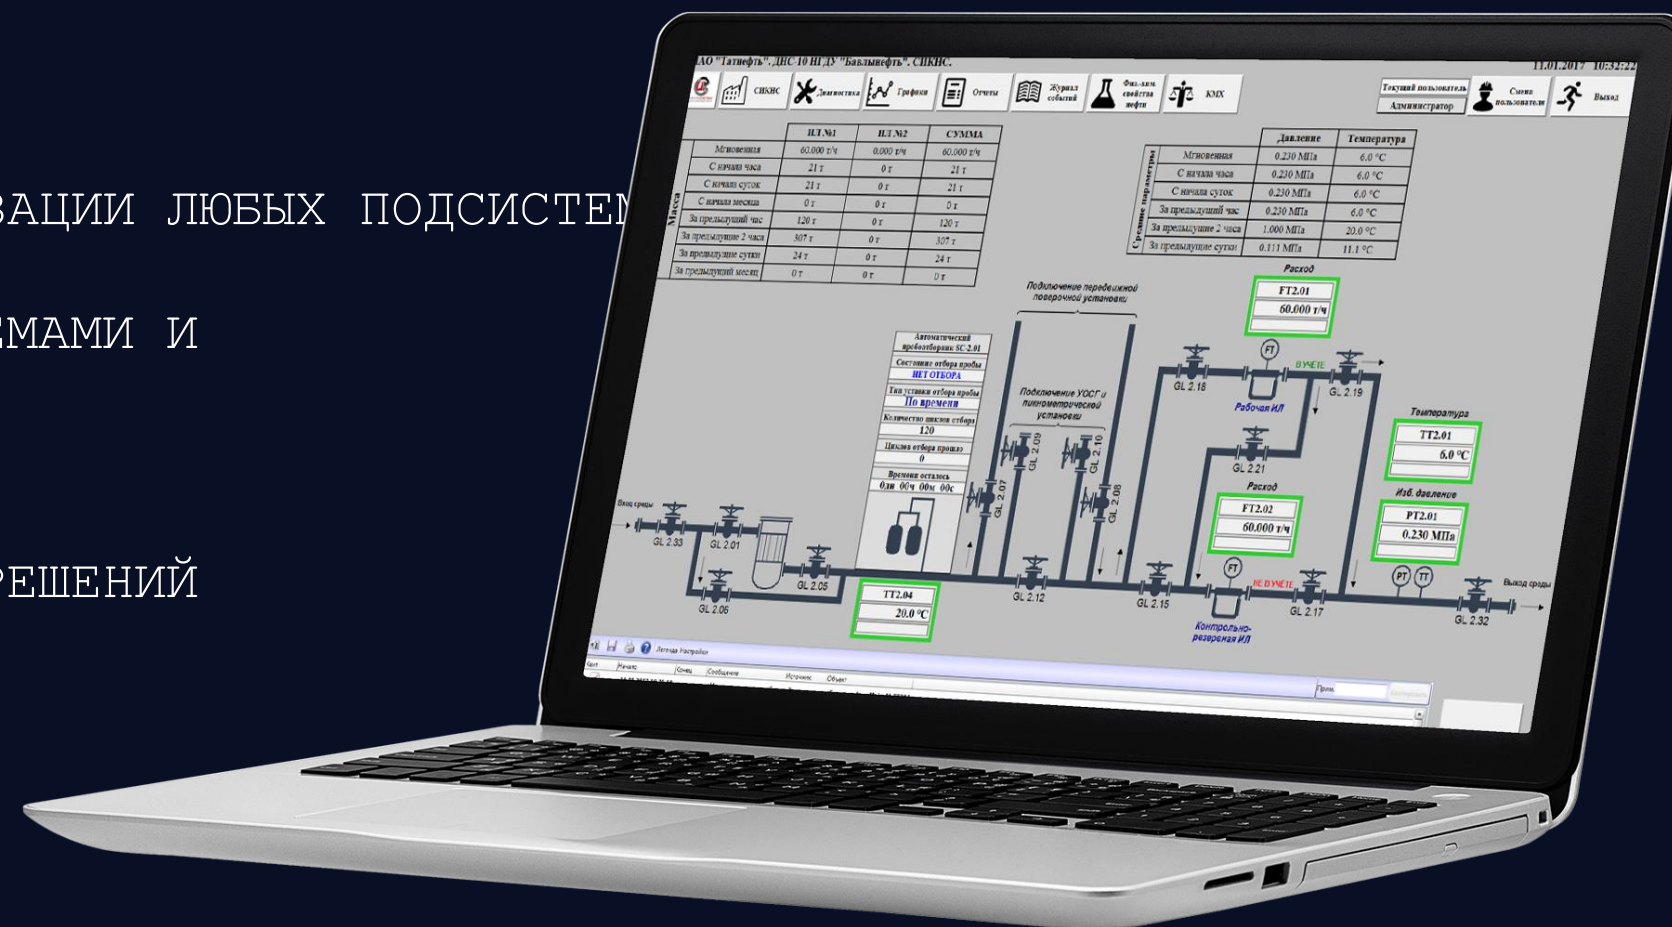 ЗАЦИИ ЛЮБЫХ ПОДСИСТЕМ
ЕМАМИ И
РЕШЕНИЙ
АО "Татнефть". ДНС-10 НГДУ "Бавлынефть". СИКНС.
11.01.2017 10:32:22
СИКНС
Диагностика
Графики
Отчеты
Журнал событий
Физ.-хим. свойства нефти
КМХ
Текущий пользователь
Администратор
Смена пользователя
Выход
ИЛ №1 ИЛ №2 СУММА
Масса
Мгновенная 60.000 т/ч 0.000 т/ч 60.000 т/ч
С начала часа 21 т 0 т 21 т
С начала суток 21 т 0 т 21 т
С начала месяца 0 т 0 т 0 т
За предыдущий час 120 т 0 т 120 т
За предыдущие 2 часа 307 т 0 т 307 т
За предыдущие сутки 24 т 0 т 24 т
За предыдущий месяц 0 т 0 т 0 т
Давление Температура
Средние параметры
Мгновенная 0.230 МПа 6.0 °C
С начала часа 0.230 МПа 6.0 °C
С начала суток 0.230 МПа 6.0 °C
За предыдущий час 0.230 МПа 6.0 °C
За предыдущие 2 часа 1.000 МПа 20.0 °C
За предыдущие сутки 0.111 МПа 11.1 °C
Подключение передвижной
поверочной установки
Расход
FT2.01
60.000 т/ч
Автоматический
пробоотборник SC-2.01
Состояние отбора пробы
НЕТ ОТБОРА
Тип уставки отбора пробы
По времени
Количество циклов отбора
120
Циклов отбора прошло
0
Времени осталось
0дн 00ч 00м 00с
Подключение УОСГ и
пикнометрической
установки
GL 2.09
GL 2.10
GL 2.07
GL 2.08
GL 2.18
FT
В УЧЁТЕ
GL 2.19
Рабочая ИЛ
GL 2.21
Температура
TT2.01
6.0 °C
Расход
FT2.02
60.000 т/ч
Изб. давление
PT2.01
0.230 МПа
Вход среды
GL 2.33
GL 2.01
GL 2.05
GL 2.06
TT2.04
20.0 °C
GL 2.12
GL 2.15
FT
НЕ В УЧЁТЕ
GL 2.17
Контрольно-
резервная ИЛ
PT TT
Выход среды
GL 2.32
Легенда Настройки
Начало Конец Сообщение Источник Объект
Прим.